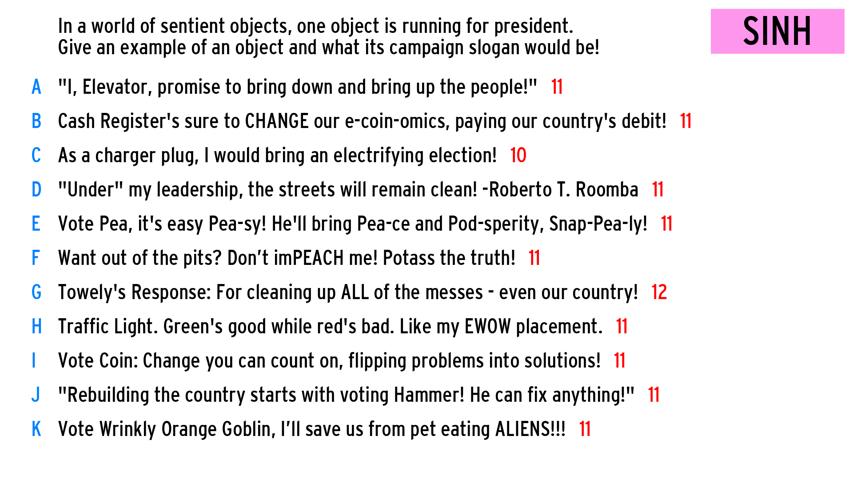 In a world of sentient objects, one object is running for president.
Give an example of an object and what its campaign slogan would be!
SINH
A "I, Elevator, promise to bring down and bring up the people!" 11
B Cash Register's sure to CHANGE our e-coin-omics, paying our country's debit! 11
C As a charger plug, I would bring an electrifying election! 10
D "Under" my leadership, the streets will remain clean! -Roberto T. Roomba 11
E Vote Pea, it's easy Pea-sy! He'll bring Pea-ce and Pod-sperity, Snap-Pea-ly! 11
F Want out of the pits? Don’t imPEACH me! Potass the truth! 11
G Towely's Response: For cleaning up ALL of the messes - even our country! 12
H Traffic Light. Green's good while red's bad. Like my EWOW placement. 11
I Vote Coin: Change you can count on, flipping problems into solutions! 11
J "Rebuilding the country starts with voting Hammer! He can fix anything!" 11
K Vote Wrinkly Orange Goblin, I’ll save us from pet eating ALIENS!!! 11